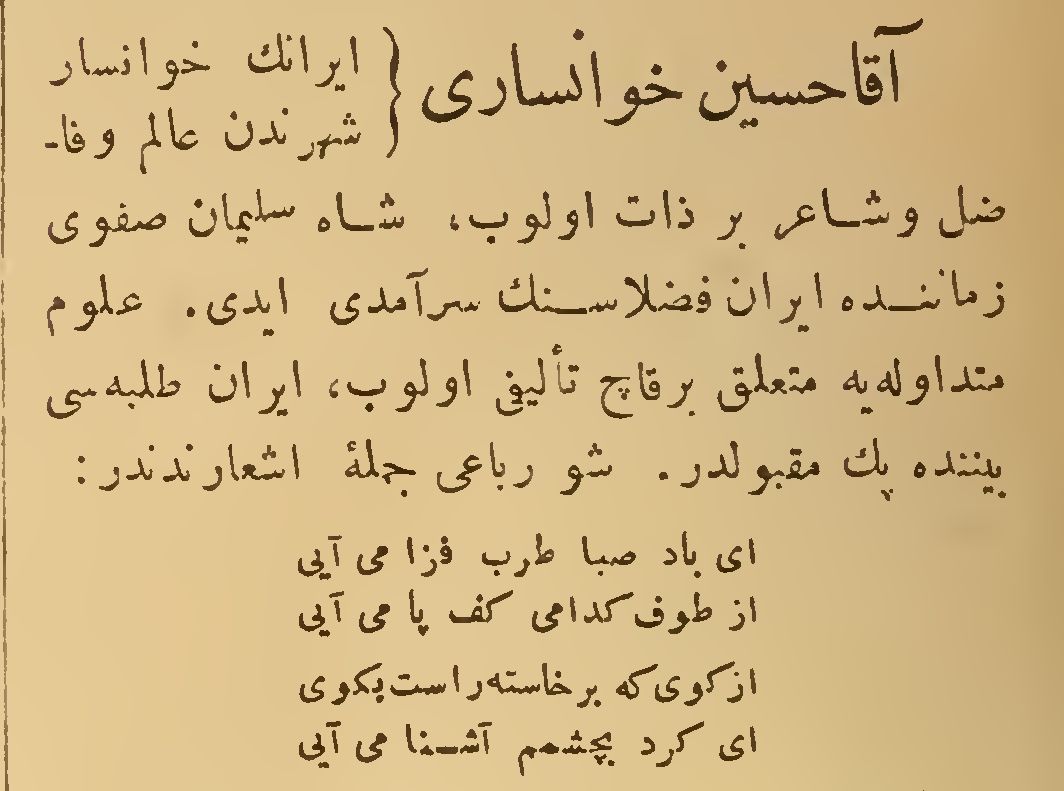 آقاحسین خوانساری { ایرانك خوانسار
شهرندن عالم وفا-
ضل وشاعر بر ذات اولوب، شاه سلیمان صفوی
زماننده ایران فضلاسنك سرآمدی ایدی. علوم
متداوله‌یه متعلق برقاچ تألیفی اولوب، ایران طلبه‌سی
بیننده پك مقبولدر. شو رباعی جملهٔ اشعارندندر:
ای باد صبا طرب فزا می آیی
از طوف کدامی کف پا می آیی
ازکوی که برخاسته راست بکوی
ای کرد بچشمم آشنا می آیی